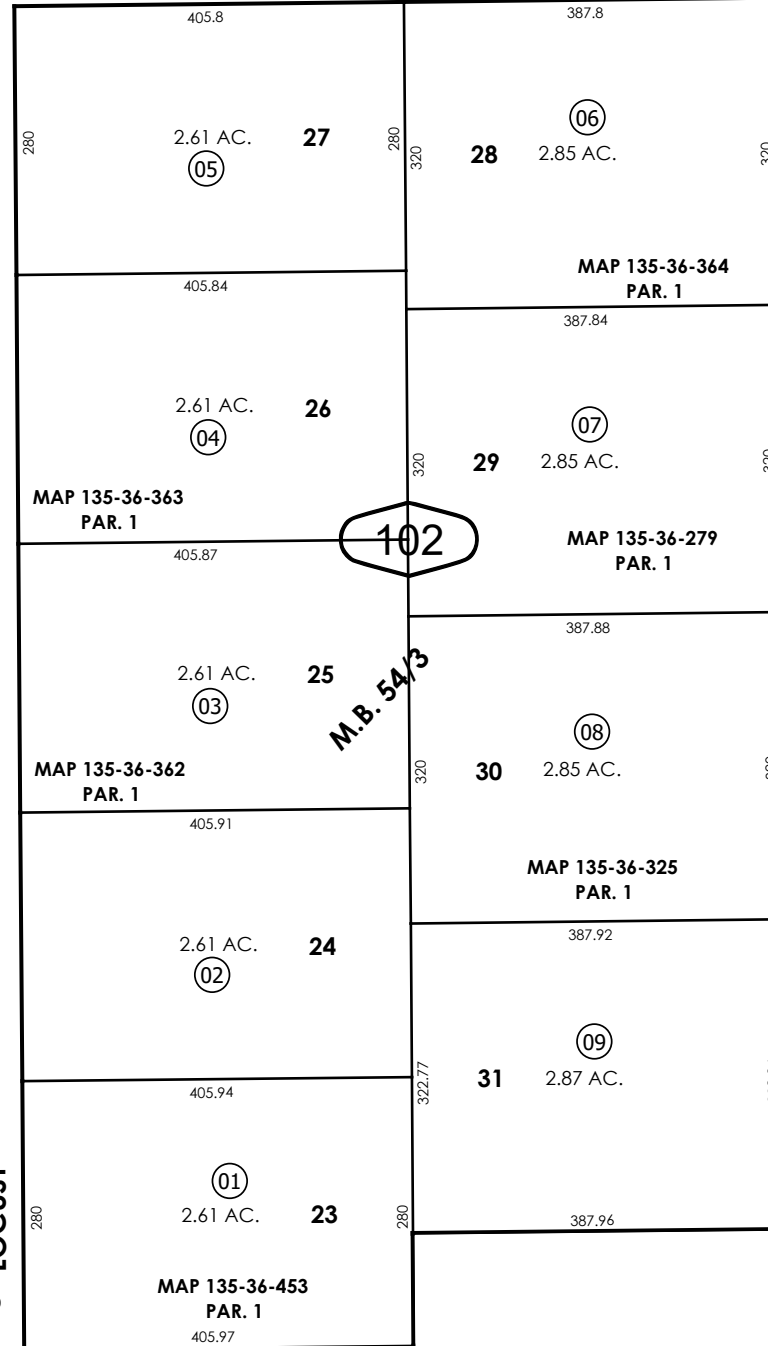 405.8
387.8
280
2.61 AC.
27
05
280
320
28
06
2.85 AC.
320
MAP 135-36-364
PAR. 1
405.84
387.84
2.61 AC.
26
04
MAP 135-36-363
PAR. 1
320
29
07
2.85 AC.
MAP 135-36-279
PAR. 1
102
405.87
387.88
2.61 AC.
25
03
M.B. 54/3
MAP 135-36-362
PAR. 1
320
30
08
2.85 AC.
MAP 135-36-325
PAR. 1
405.91
387.92
2.61 AC.
24
02
322.77
31
09
2.87 AC.
405.94
387.96
LOCUST
280
01
2.61 AC.
23
280
MAP 135-36-453
PAR. 1
405.97